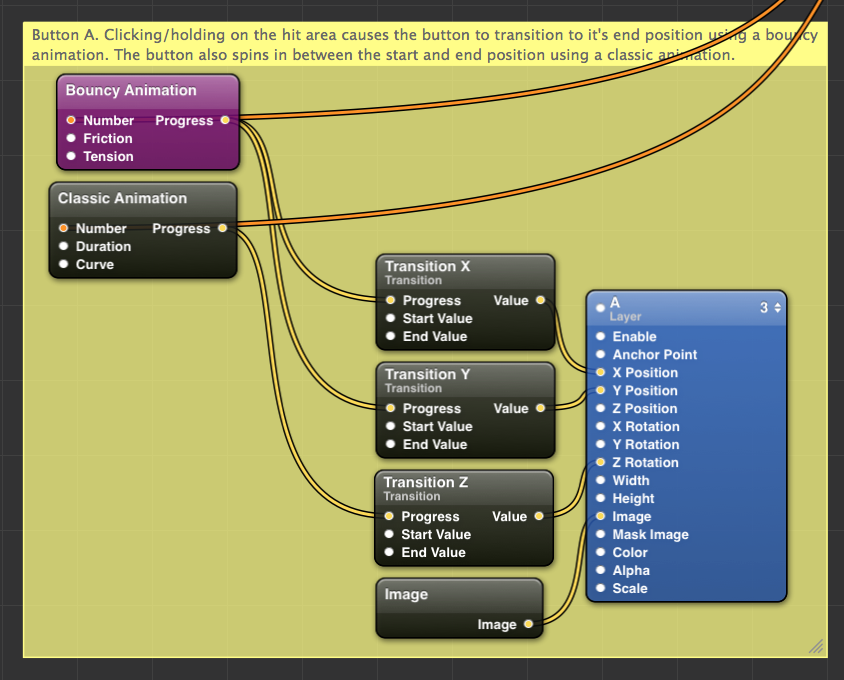 Button A. Clicking/holding on the hit area causes the button to transition to it's end position using a bouncy
animation. The button also spins in between the start and end position using a classic animation.
Bouncy Animation
Number Progress
Friction
Tension
Classic Animation
Number Progress
Duration
Curve
Transition X
Transition
Progress Value
Start Value
End Value
Transition Y
Transition
Progress Value
Start Value
End Value
Transition Z
Transition
Progress Value
Start Value
End Value
Image
Image
A 3
Layer
Enable
Anchor Point
X Position
Y Position
Z Position
X Rotation
Y Rotation
Z Rotation
Width
Height
Image
Mask Image
Color
Alpha
Scale